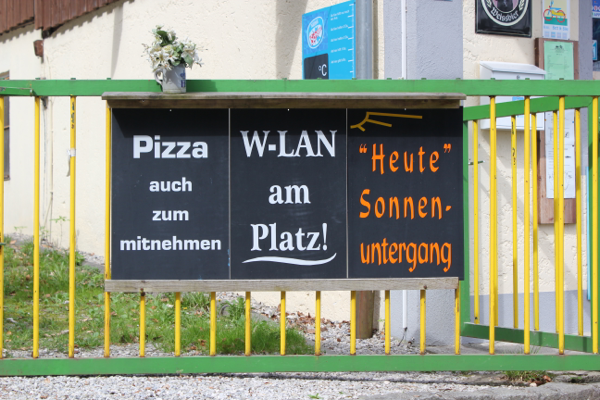 Pizza
auch
zum
mitnehmen
W-LAN
am
Platz!
"Heute"
Sonnen-
untergang
°C